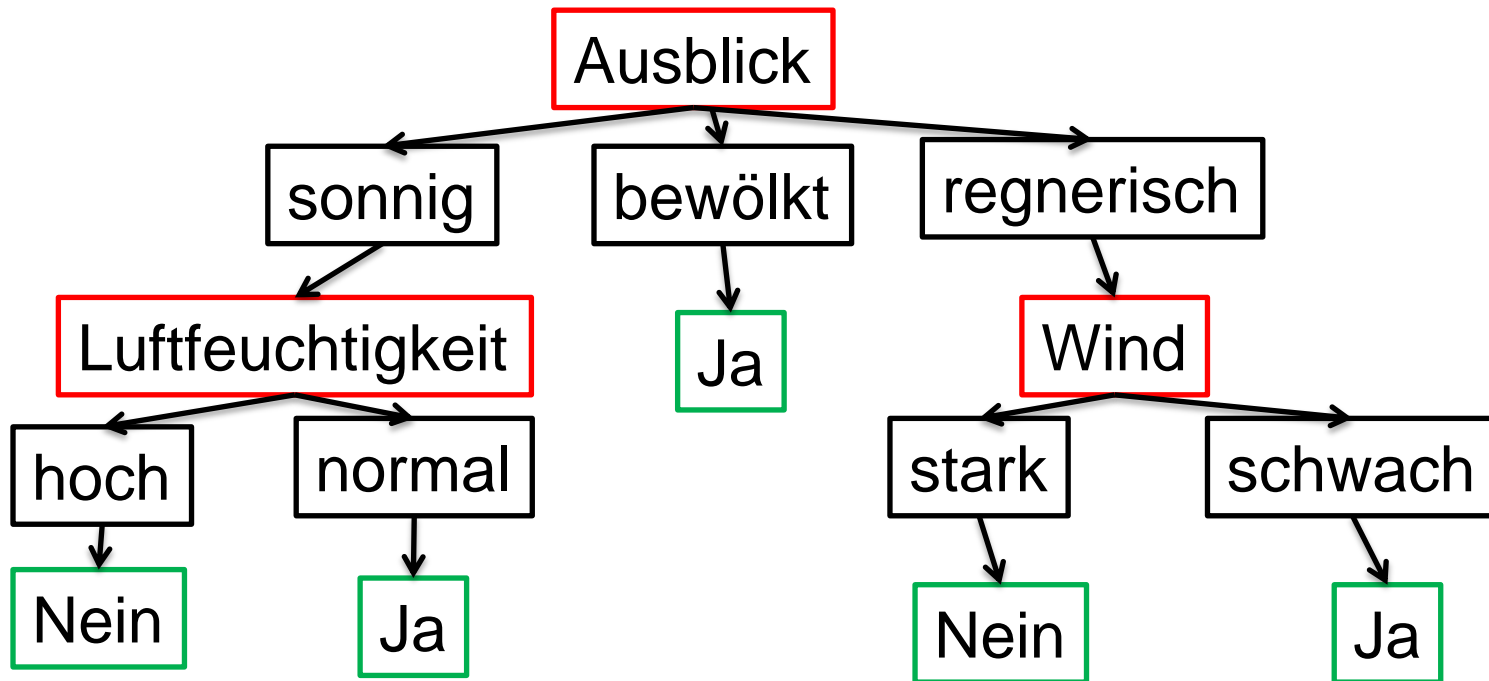 Ausblick
sonnig
bewölkt
regnerisch
Luftfeuchtigkeit
Ja
Wind
hoch
normal
stark
schwach
Nein
Ja
Nein
Ja